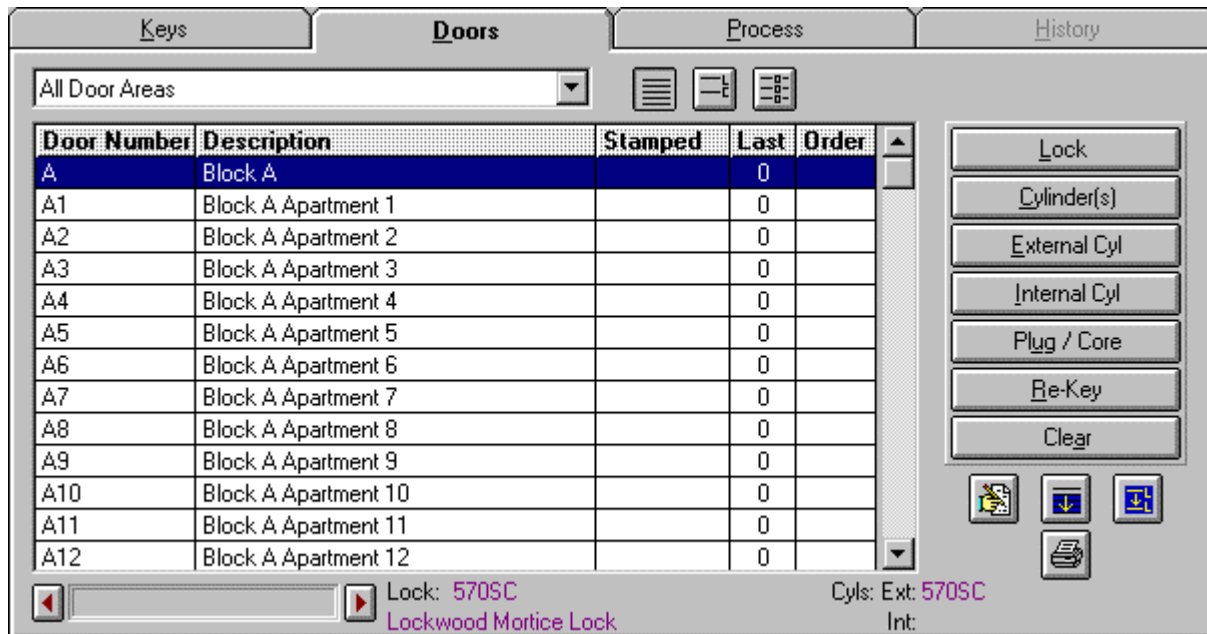 Keys Doors Process History
All Door Areas
Door Number Description Stamped Last Order
A Block A 0
Lock
A1 Block A Apartment 1 0
Cylinder(s)
A2 Block A Apartment 2 0
External Cyl
A3 Block A Apartment 3 0
A4 Block A Apartment 4 0
Internal Cyl
A5 Block A Apartment 5 0
Plug / Core
A6 Block A Apartment 6 0
A7 Block A Apartment 7 0
Re-Key
A8 Block A Apartment 8 0
Clear
A9 Block A Apartment 9 0
A10 Block A Apartment 10 0
A11 Block A Apartment 11 0
A12 Block A Apartment 12 0
Lock: 570SC Cyls: Ext: 570SC
Lockwood Mortice Lock Int: